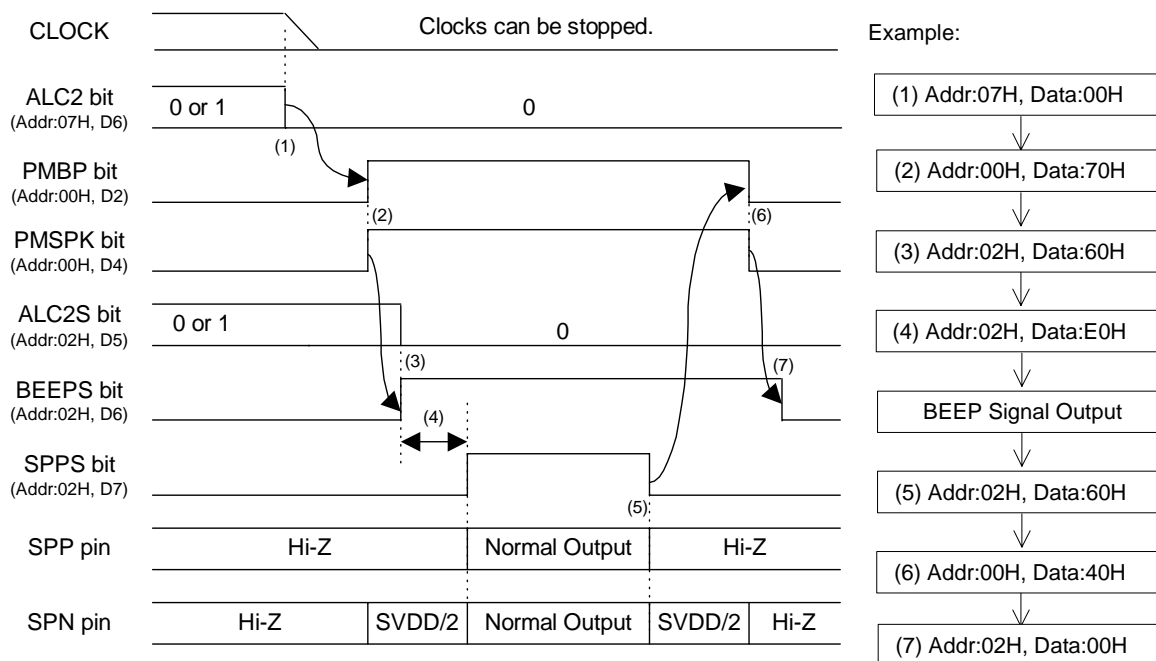 CLOCK
Clocks can be stopped.
Example:
ALC2 bit
(Addr:07H, D6)
0 or 1
0
(1)
PMBP bit
(Addr:00H, D2)
(2)
(6)
PMSPK bit
(Addr:00H, D4)
ALC2S bit
(Addr:02H, D5)
0 or 1
0
(3)
(7)
BEEPS bit
(Addr:02H, D6)
(4)
SPPS bit
(Addr:02H, D7)
(5)
SPP pin
Hi-Z
Normal Output
Hi-Z
SPN pin
Hi-Z
SVDD/2
Normal Output
SVDD/2
Hi-Z
(1) Addr:07H, Data:00H
(2) Addr:00H, Data:70H
(3) Addr:02H, Data:60H
(4) Addr:02H, Data:E0H
BEEP Signal Output
(5) Addr:02H, Data:60H
(6) Addr:00H, Data:40H
(7) Addr:02H, Data:00H